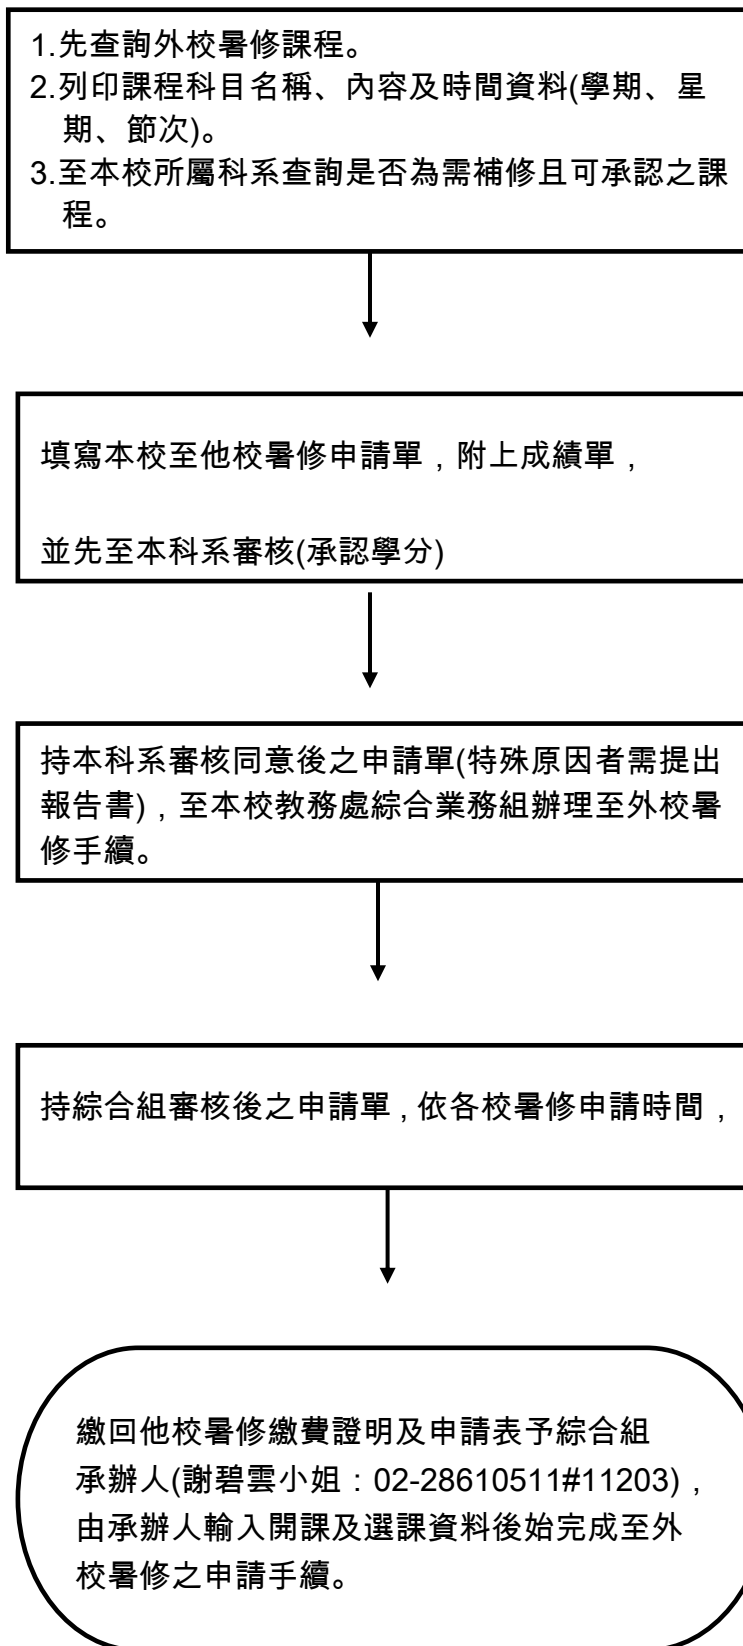 1.先查詢外校暑修課程。
2.列印課程科目名稱、內容及時間資料(學期、星
期、節次)。
3.至本校所屬科系查詢是否為需補修且可承認之課
程。
填寫本校至他校暑修申請單，附上成績單，
並先至本科系審核(承認學分)
持本科系審核同意後之申請單(特殊原因者需提出
報告書)，至本校教務處綜合業務組辦理至外校暑
修手續。
持綜合組審核後之申請單，依各校暑修申請時間，
繳回他校暑修繳費證明及申請表予綜合組
承辦人(謝碧雲小姐：02-28610511#11203)，
由承辦人輸入開課及選課資料後始完成至外
校暑修之申請手續。